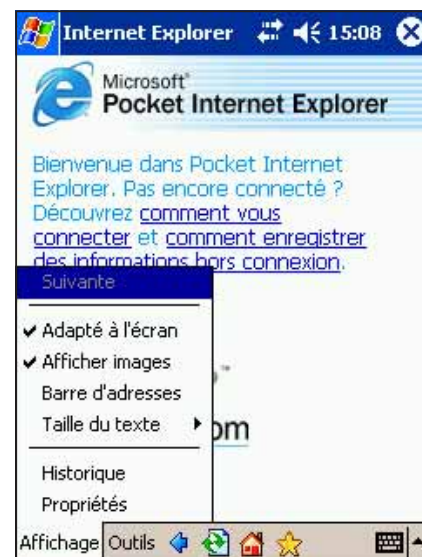 Internet Explorer 15:08
Microsoft®
Pocket Internet Explorer
Bienvenue dans Pocket Internet
Explorer. Pas encore connecté ?
Découvrez comment vous
connecter et comment enregistrer
des informations hors connexion.
Suivante
Adapté à l'écran
Afficher images
Barre d'adresses
Taille du texte
om
Historique
Propriétés
Affichage Outils